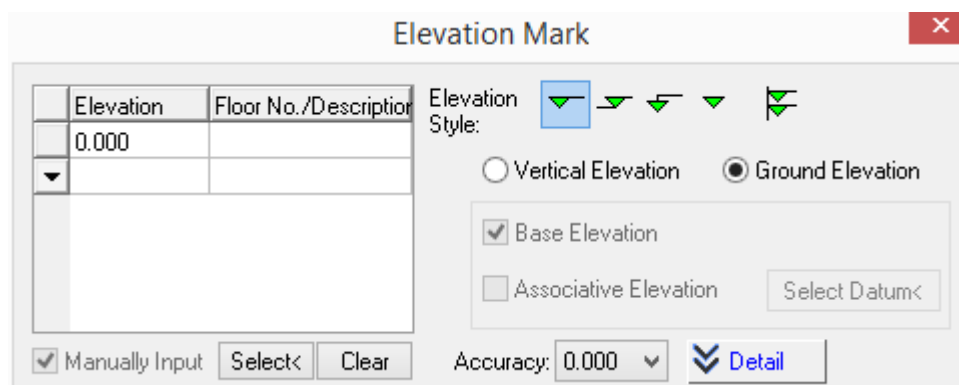 Elevation Mark
Elevation Floor No./Description
0.000
Elevation
Style:
Vertical Elevation Ground Elevation
Base Elevation
Associative Elevation Select Datum<
Manually Input Select< Clear Accuracy: 0.000 Detail